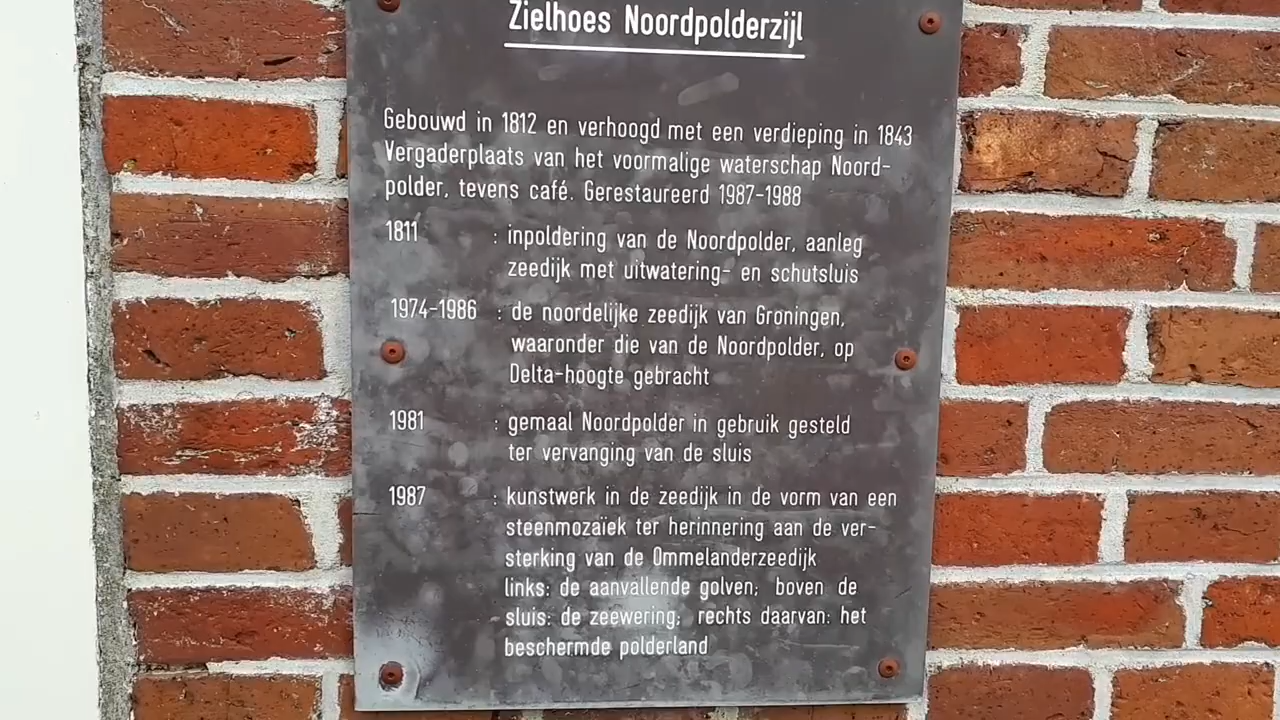 Zielhoes Noordpolderzijl
Gebouwd in 1812 en verhoogd met een verdieping in 1843
Vergaderplaats van het voormalige waterschap Noord-
polder, tevens café. Gerestaureerd 1987-1988
1811 : inpoldering van de Noordpolder, aanleg
zeedijk met uitwatering- en schutsluis
1974-1986 : de noordelijke zeedijk van Groningen,
waaronder die van de Noordpolder, op
Delta-hoogte gebracht
1981 : gemaal Noordpolder in gebruik gesteld
ter vervanging van de sluis
1987 : kunstwerk in de zeedijk in de vorm van een
steenmozaïek ter herinnering aan de ver-
sterking van de Ommelanderzeedijk
links: de aanvallende golven; boven de
sluis: de zeewering; rechts daarvan: het
beschermde polderland